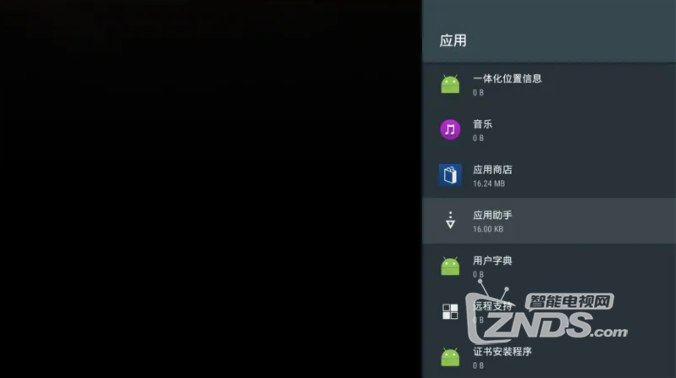 应用
一体化位置信息
0 B
音乐
0 B
应用商店
16.24 MB
应用助手
16.00 KB
用户字典
0 B
远程支持
0 B
智能电视网
ZNDS.com
证书安装程序
0 B